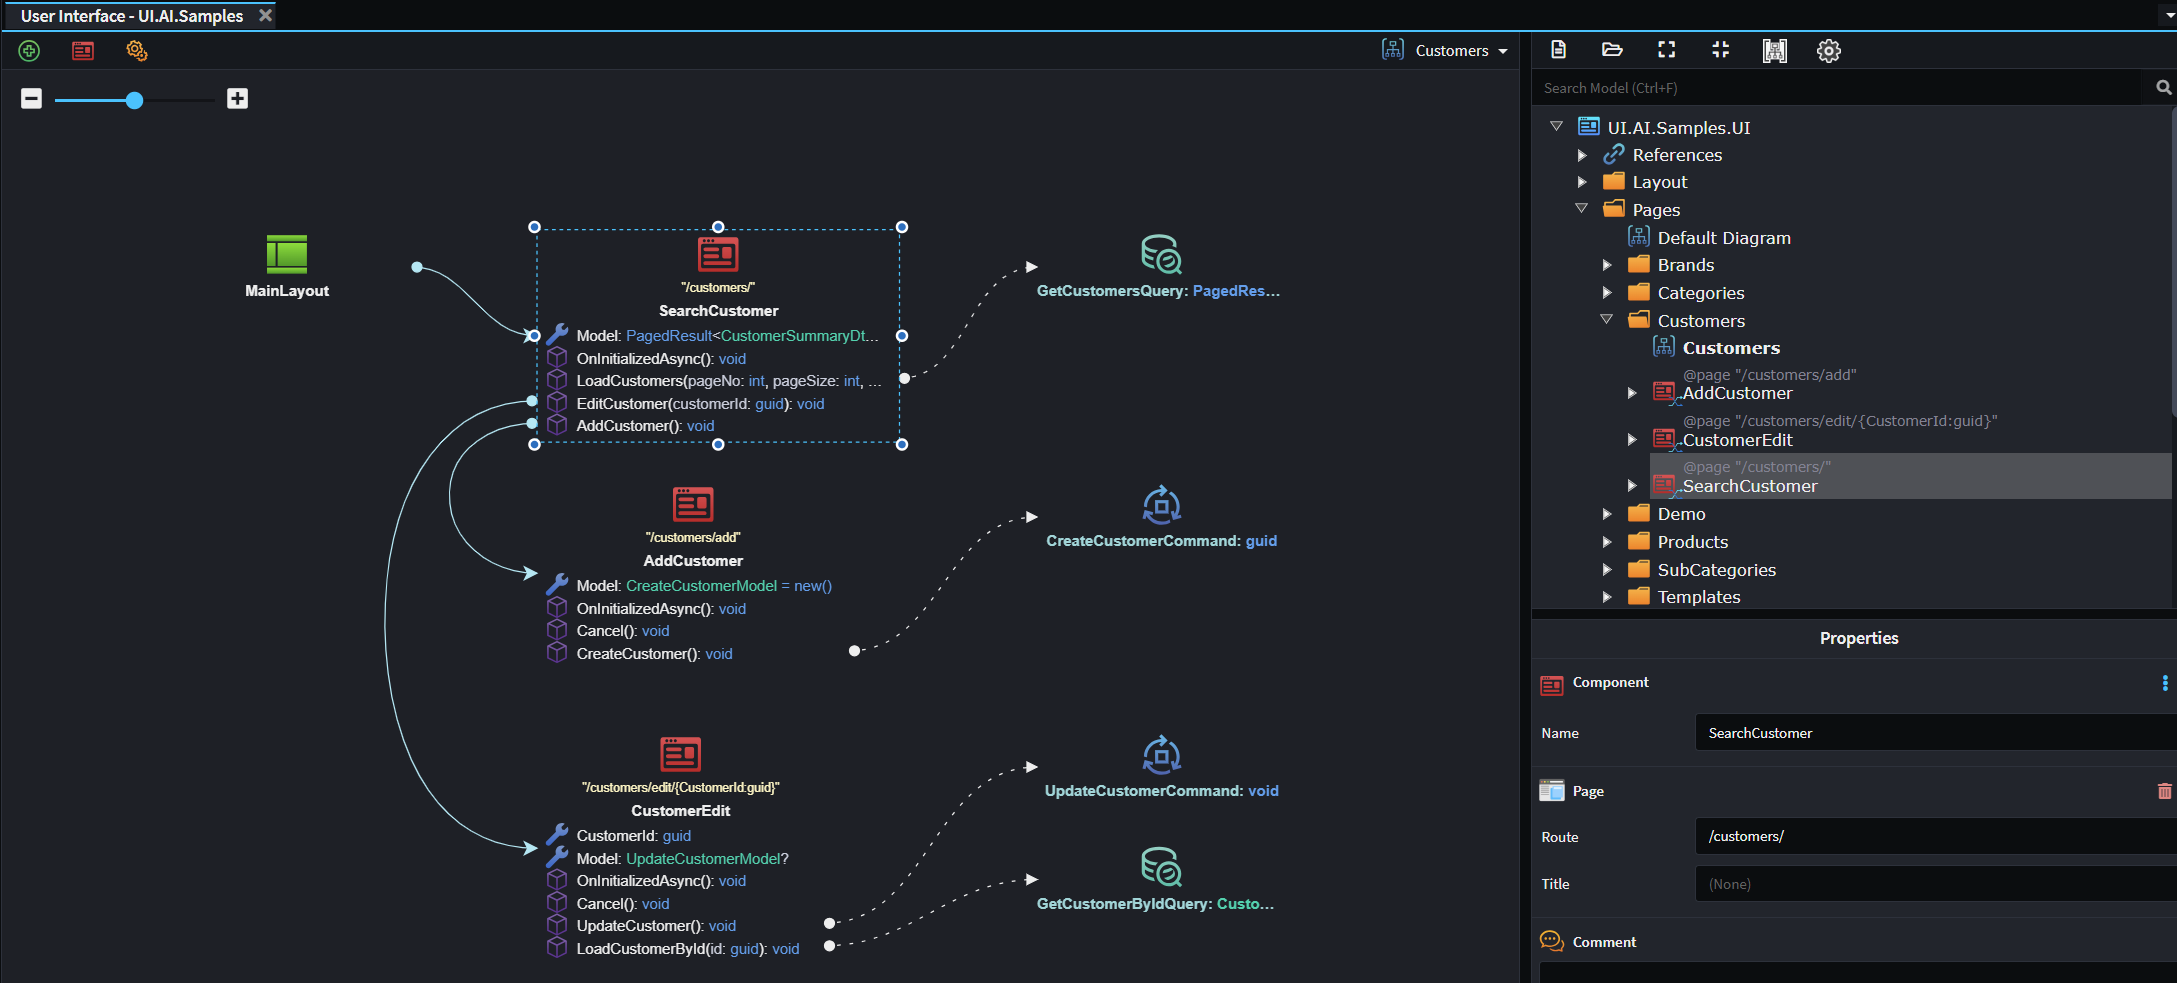 User Interface - UI.AI.Samples
Customers
MainLayout
"/customers/"
SearchCustomer
Model: PagedResult<CustomerSummaryDt...
OnInitializedAsync(): void
LoadCustomers(pageNo: int, pageSize: int, ...
EditCustomer(customerId: guid): void
AddCustomer(): void
GetCustomersQuery: PagedRes...
"/customers/add"
AddCustomer
Model: CreateCustomerModel = new()
OnInitializedAsync(): void
Cancel(): void
CreateCustomer(): void
CreateCustomerCommand: guid
"/customers/edit/{CustomerId:guid}"
CustomerEdit
CustomerId: guid
Model: UpdateCustomerModel?
OnInitializedAsync(): void
Cancel(): void
UpdateCustomer(): void
LoadCustomerById(id: guid): void
UpdateCustomerCommand: void
GetCustomerByIdQuery: Custo...
Search Model (Ctrl+F)
UI.AI.Samples.UI
References
Layout
Pages
Default Diagram
Brands
Categories
Customers
Customers
@page "/customers/add"
AddCustomer
@page "/customers/edit/{CustomerId:guid}"
CustomerEdit
@page "/customers/"
SearchCustomer
Demo
Products
SubCategories
Templates
Properties
Component
Name
SearchCustomer
Page
Route
/customers/
Title
(None)
Comment